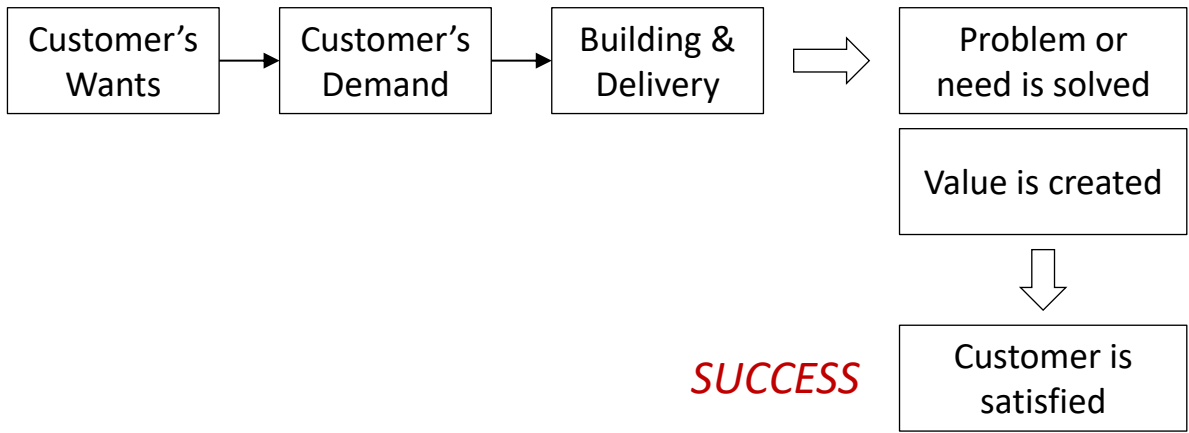 Customer’s
Wants
Customer’s
Demand
Building &
Delivery
Problem or
need is solved
Value is created
SUCCESS
Customer is
satisfied